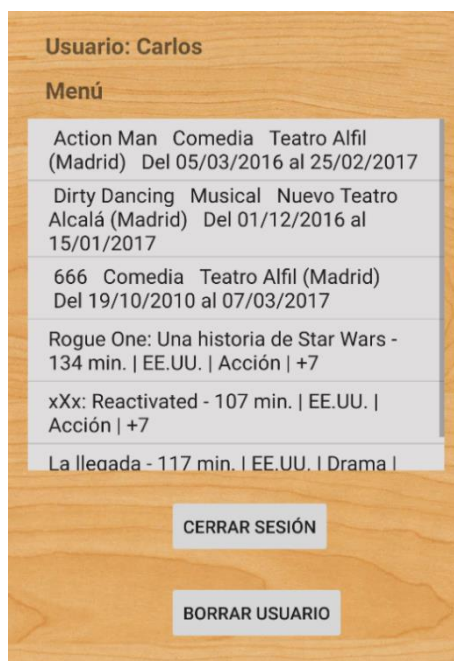 Usuario: Carlos
Menú
Action Man Comedia Teatro Alfil
(Madrid) Del 05/03/2016 al 25/02/2017
Dirty Dancing Musical Nuevo Teatro
Alcalá (Madrid) Del 01/12/2016 al
15/01/2017
666 Comedia Teatro Alfil (Madrid)
Del 19/10/2010 al 07/03/2017
Rogue One: Una historia de Star Wars -
134 min. | EE.UU. | Acción | +7
xXx: Reactivated - 107 min. | EE.UU. |
Acción | +7
La llegada - 117 min. | EE.UU. | Drama |
CERRAR SESIÓN
BORRAR USUARIO